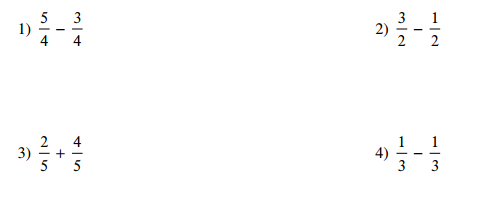 1) 5/4 − 3/4
2) 3/2 − 1/2
3) 2/5 + 4/5
4) 1/3 − 1/3